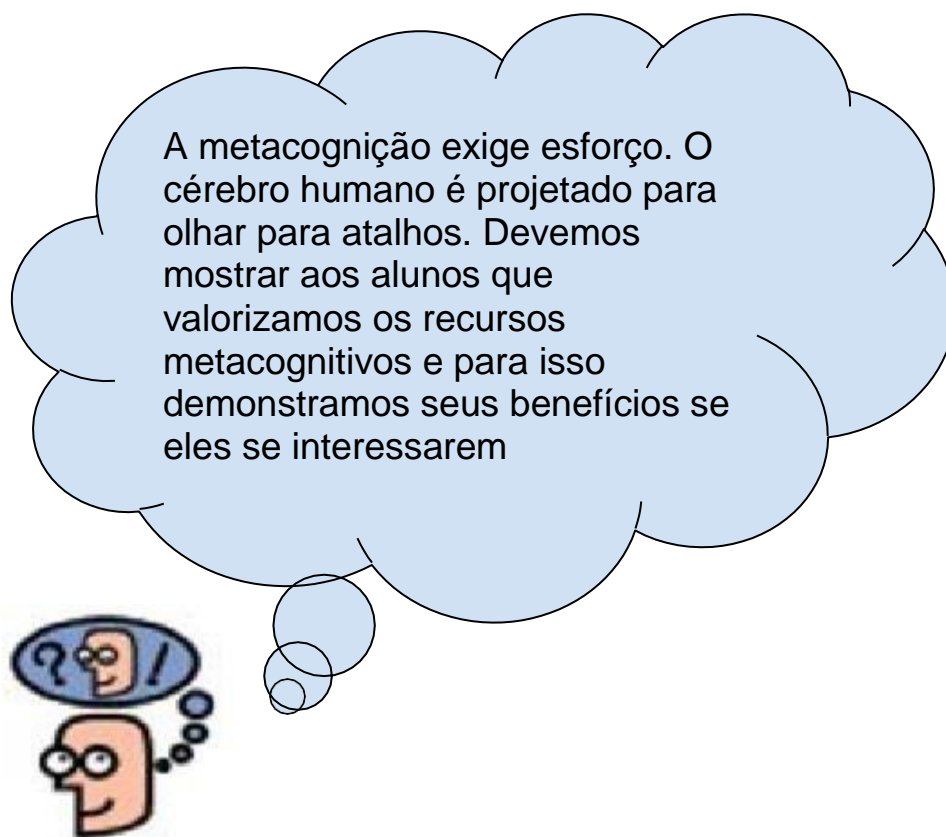 A metacognição exige esforço. O
cérebro humano é projetado para
olhar para atalhos. Devemos
mostrar aos alunos que
valorizamos os recursos
metacognitivos e para isso
demonstramos seus benefícios se
eles se interessarem
? !